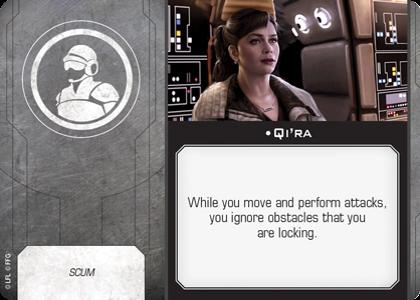 • QI'RA
While you move and perform attacks,
you ignore obstacles that you
are locking.
SCUM
© LFL © FFG